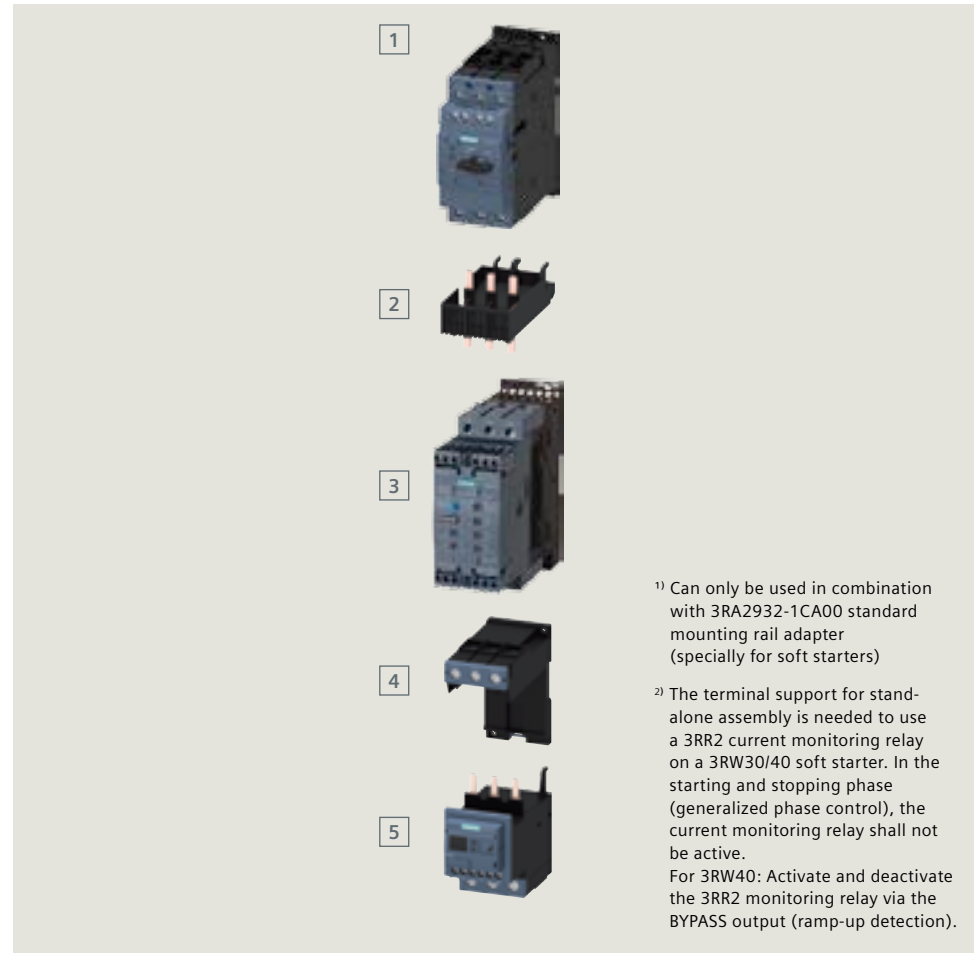 1
2
3
4
5
¹⁾ Can only be used in combination
with 3RA2932-1CA00 standard
mounting rail adapter
(specially for soft starters)
²⁾ The terminal support for stand-
alone assembly is needed to use
a 3RR2 current monitoring relay
on a 3RW30/40 soft starter. In the
starting and stopping phase
(generalized phase control), the
current monitoring relay shall not
be active.
For 3RW40: Activate and deactivate
the 3RR2 monitoring relay via the
BYPASS output (ramp-up detection).